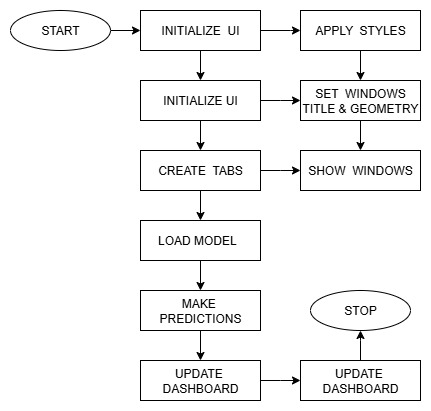 START
INITIALIZE UI
APPLY STYLES
INITIALIZE UI
SET WINDOWS
TITLE & GEOMETRY
CREATE TABS
SHOW WINDOWS
LOAD MODEL
MAKE
PREDICTIONS
STOP
UPDATE
DASHBOARD
UPDATE
DASHBOARD